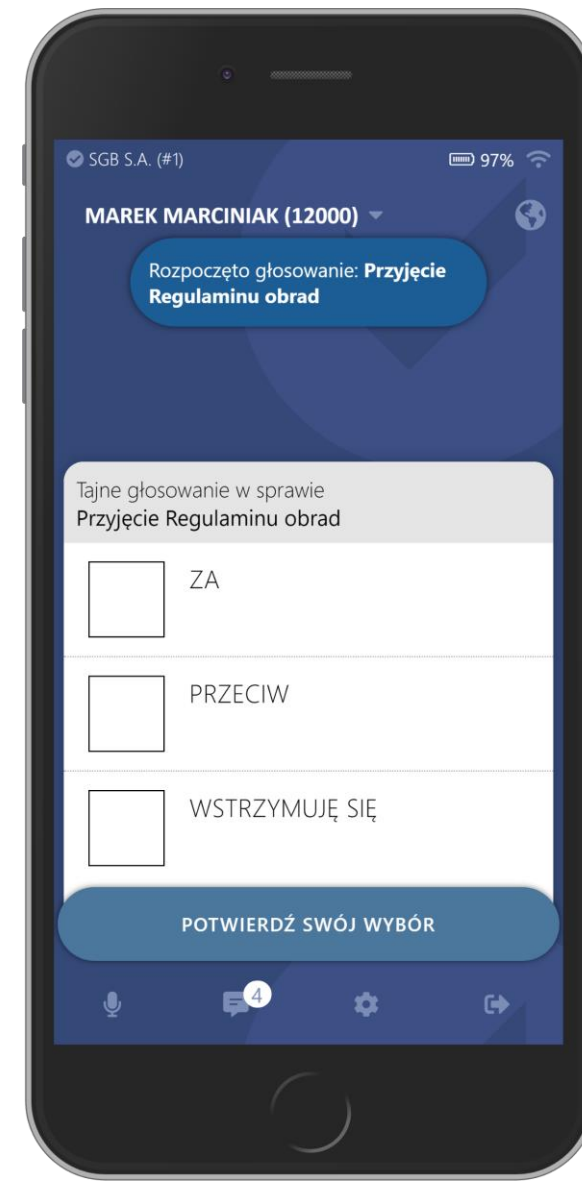 SGB S.A. (#1) 97%
MAREK MARCINIAK (12000)
Rozpoczęto głosowanie: Przyjęcie
Regulaminu obrad
Tajne głosowanie w sprawie
Przyjęcie Regulaminu obrad
ZA
PRZECIW
WSTRZYMUJĘ SIĘ
POTWIERDŹ SWÓJ WYBÓR
4